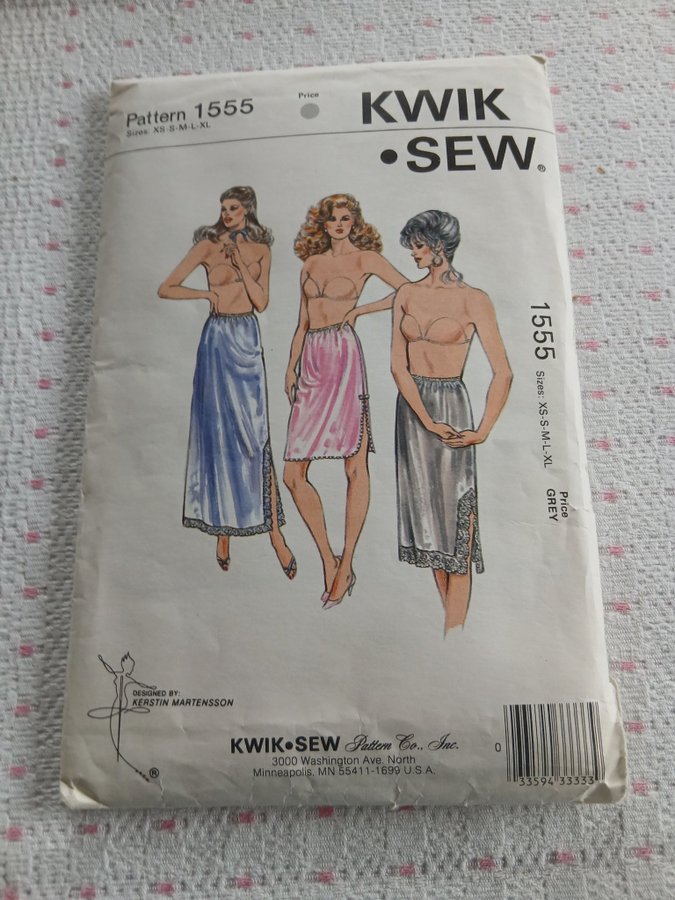 Pattern 1555
Sizes: XS-S-M-L-XL
Price
KWIK
•SEW®
1555 Sizes: XS-S-M-L-XL Price GREY
DESIGNED BY:
KERSTIN MARTENSSON
®
KWIK•SEW Pattern Co., Inc.
3000 Washington Ave. North
Minneapolis, MN 55411-1699 U.S.A.
0
33594 33333